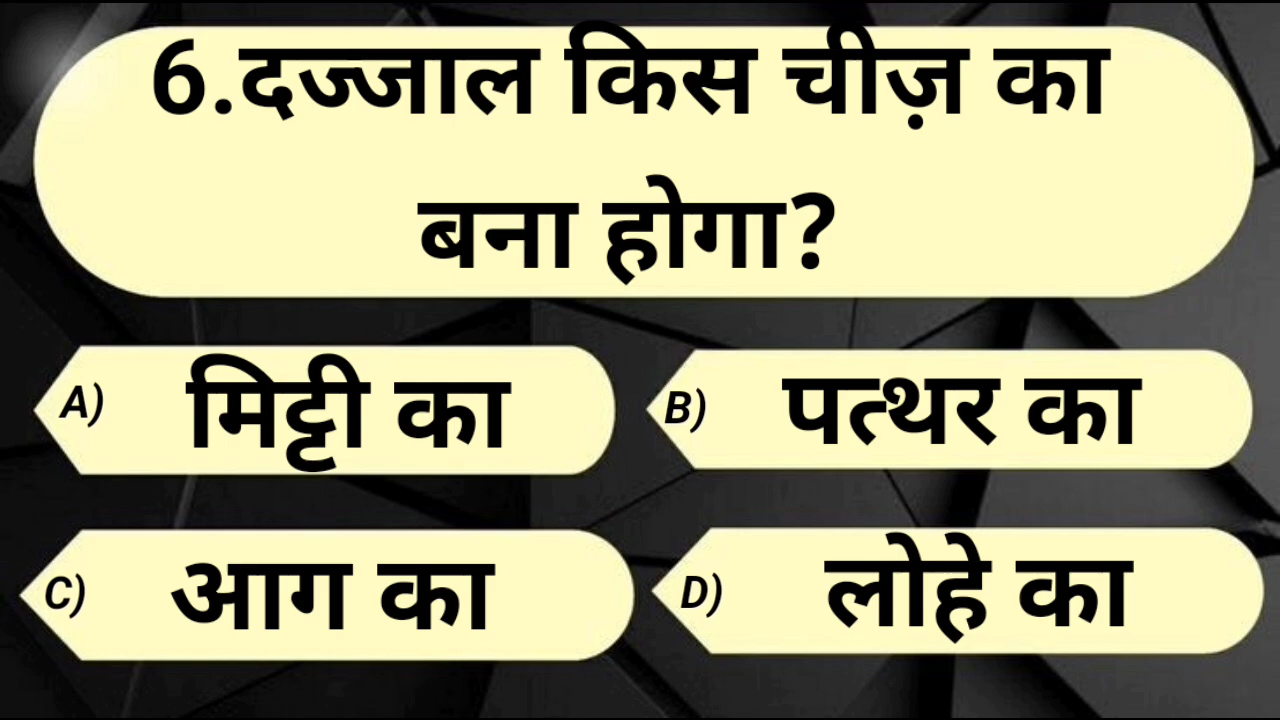 6.दज्जाल किस चीज़ का
बना होगा?
A) मिट्टी का
B) पत्थर का
C) आग का
D) लोहे का